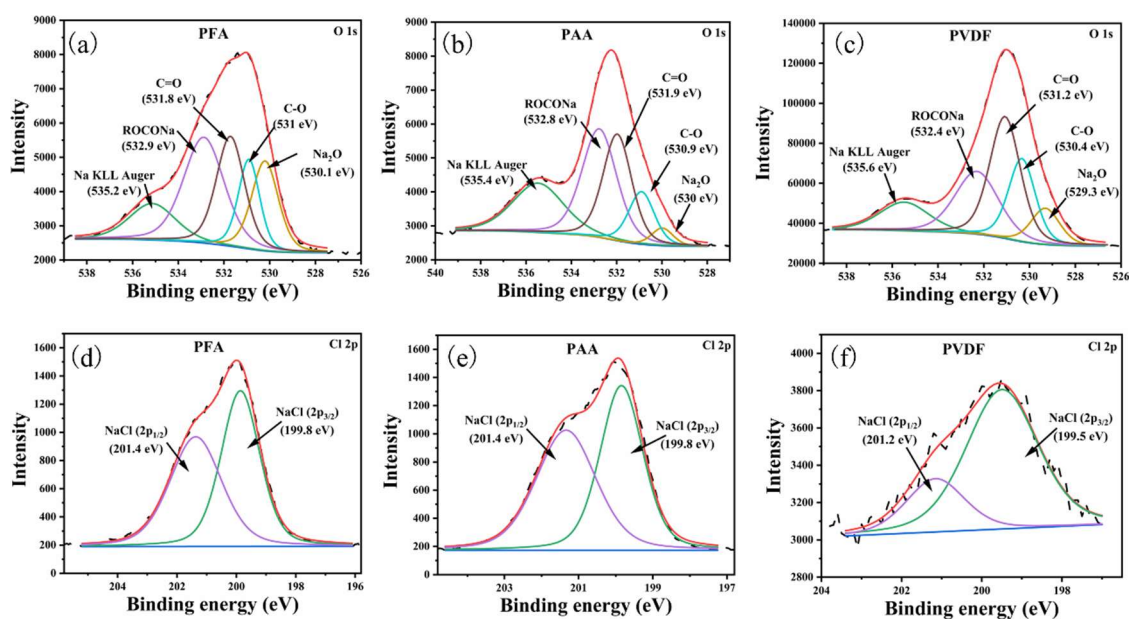 (a)
PFA
O 1s
Intensity
9000
8000
7000
6000
5000
4000
3000
2000
C=O
(531.8 eV)
ROCONa
(532.9 eV)
Na KLL Auger
(535.2 eV)
C-O
(531 eV)
Na₂O
(530.1 eV)
538 536 534 532 530 528 526
Binding energy (eV)
(b)
PAA
O 1s
Intensity
9000
8000
7000
6000
5000
4000
3000
2000
ROCONa
(532.8 eV)
Na KLL Auger
(535.4 eV)
C=O
(531.9 eV)
C-O
(530.9 eV)
Na₂O
(530 eV)
540 538 536 534 532 530 528
Binding energy (eV)
(c)
PVDF
O 1s
Intensity
140000
120000
100000
80000
60000
40000
20000
ROCONa
(532.4 eV)
Na KLL Auger
(535.6 eV)
C=O
(531.2 eV)
C-O
(530.4 eV)
Na₂O
(529.3 eV)
538 536 534 532 530 528 526
Binding energy (eV)
(d)
PFA
Cl 2p
Intensity
1600
1400
1200
1000
800
600
400
200
0
NaCl (2p₁/₂)
(201.4 eV)
NaCl (2p₃/₂)
(199.8 eV)
204 202 200 198 196
Binding energy (eV)
(e)
PAA
Cl 2p
Intensity
1600
1400
1200
1000
800
600
400
200
0
NaCl (2p₁/₂)
(201.4 eV)
NaCl (2p₃/₂)
(199.8 eV)
203 201 199 197
Binding energy (eV)
(f)
PVDF
Cl 2p
Intensity
4000
3800
3600
3400
3200
3000
2800
NaCl (2p₁/₂)
(201.2 eV)
NaCl (2p₃/₂)
(199.5 eV)
204 202 200 198
Binding energy (eV)